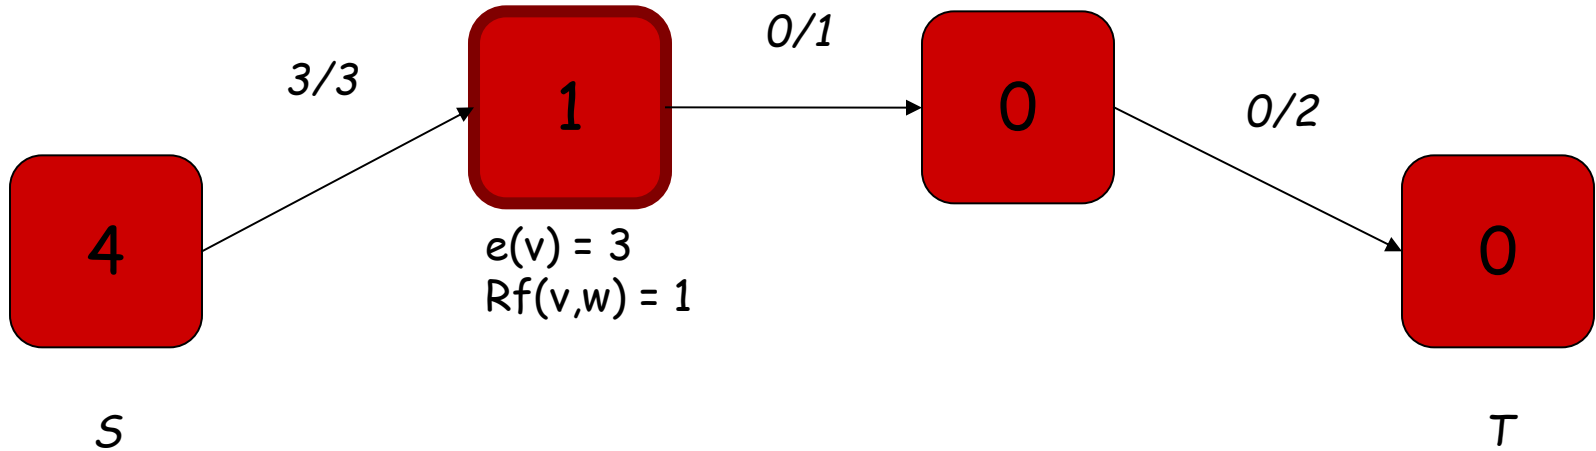 3/3
0/1
0/2
4
1
0
0
e(v) = 3
Rf(v,w) = 1
S
T